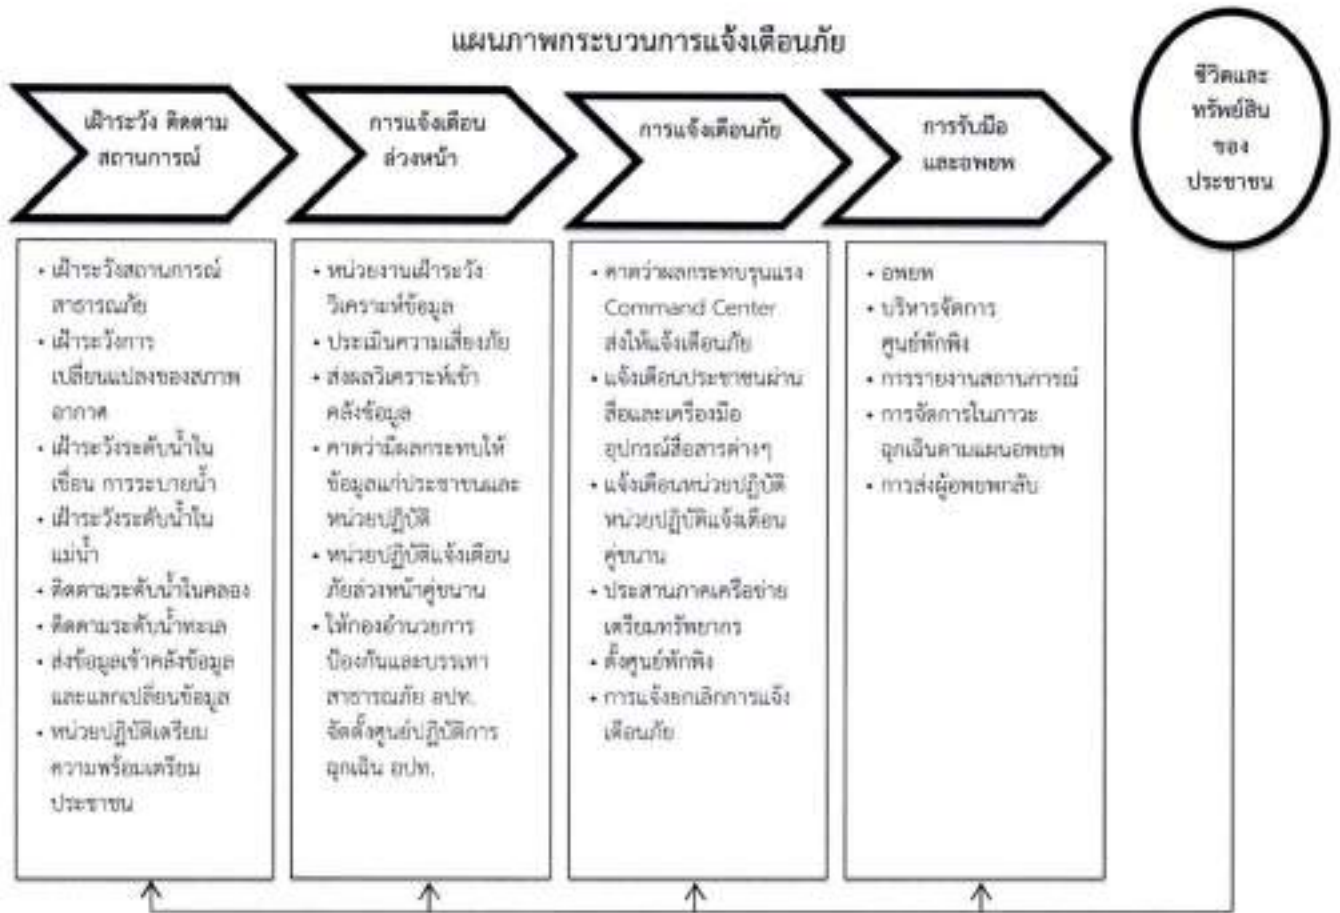 แผนภาพกระบวนการแจ้งเตือนภัย
เฝ้าระวัง ติดตาม
สถานการณ์
การแจ้งเตือน
ล่วงหน้า
การแจ้งเตือนภัย
การรับมือ
และอพยพ
ชีวิตและ
ทรัพย์สิน
ของ
ประชาชน
• เฝ้าระวังสถานการณ์
สาธารณภัย
• เฝ้าระวังการ
เปลี่ยนแปลงของสภาพ
อากาศ
• เฝ้าระวังระดับน้ำใน
เขื่อน การระบายน้ำ
• เฝ้าระวังระดับน้ำใน
แม่น้ำ
• ติดตามระดับน้ำในคลอง
• ติดตามระดับน้ำทะเล
• ส่งข้อมูลเข้าคลังข้อมูล
และแลกเปลี่ยนข้อมูล
• หน่วยปฏิบัติเตรียม
ความพร้อมเตรียม
ประชาชน
• หน่วยงานเฝ้าระวัง
วิเคราะห์ข้อมูล
• ประเมินความเสี่ยงภัย
• ส่งผลวิเคราะห์เข้า
คลังข้อมูล
• คาดว่ามีผลกระทบให้
ข้อมูลแก่ประชาชนและ
หน่วยปฏิบัติ
• หน่วยปฏิบัติแจ้งเตือน
ภัยล่วงหน้าคู่ขนาน
• ให้กองอำนวยการ
ป้องกันและบรรเทา
สาธารณภัย อปท.
จัดตั้งศูนย์ปฏิบัติการ
ฉุกเฉิน อปท.
• คาดว่าผลกระทบรุนแรง
Command Center
ส่งให้แจ้งเตือนภัย
• แจ้งเตือนประชาชนผ่าน
สื่อและเครื่องมือ
อุปกรณ์สื่อสารต่างๆ
• แจ้งเตือนหน่วยปฏิบัติ
หน่วยปฏิบัติแจ้งเตือน
คู่ขนาน
• ประสานภาคเครือข่าย
เตรียมทรัพยากร
• ตั้งศูนย์พักพิง
• การแจ้งยกเลิกการแจ้ง
เตือนภัย
• อพยพ
• บริหารจัดการ
ศูนย์พักพิง
• การรายงานสถานการณ์
• การจัดการในภาวะ
ฉุกเฉินตามแผนอพยพ
• การส่งผู้อพยพกลับ